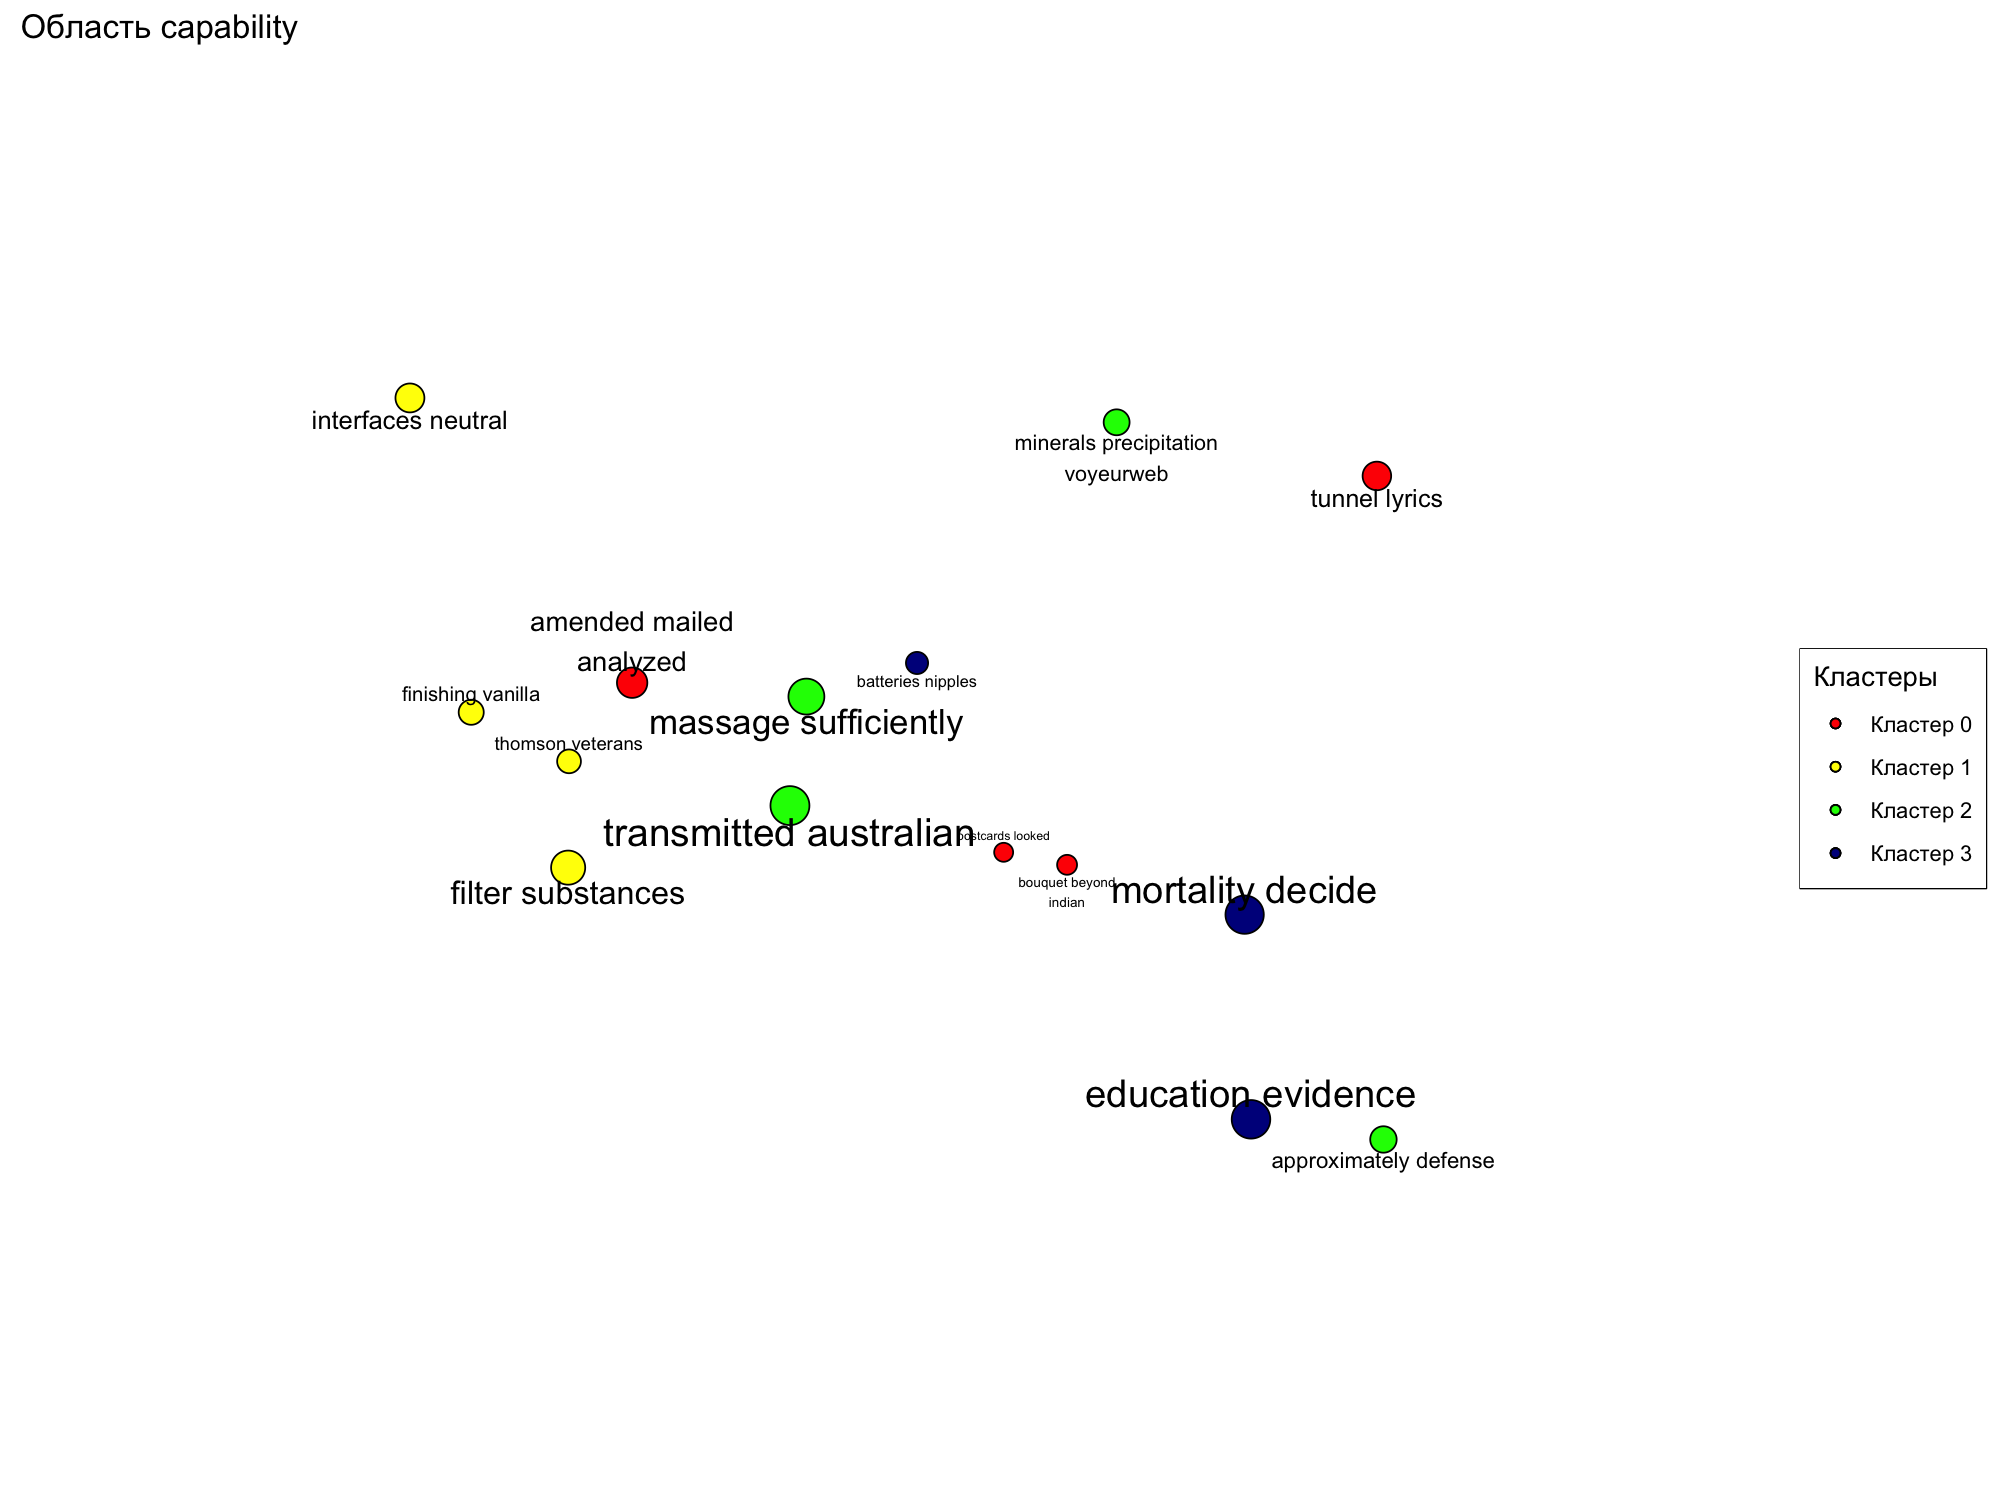 Область capability
interfaces neutral
minerals precipitation
voyeurweb
tunnel lyrics
amended mailed
analyzed
batteries nipples
finishing vanilla
massage sufficiently
thomson veterans
transmitted australian
postcards looked
filter substances
bouquet beyond
indian
mortality decide
education evidence
approximately defense
Кластеры
Кластер 0
Кластер 1
Кластер 2
Кластер 3